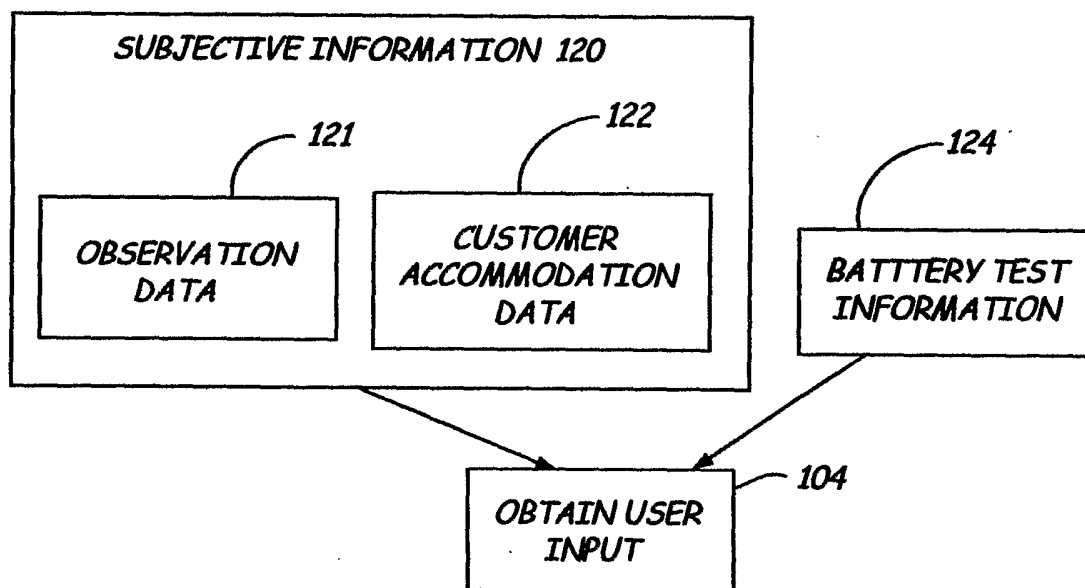 SUBJECTIVE INFORMATION 120
121
122
124
OBSERVATION
DATA
CUSTOMER
ACCOMMODATION
DATA
BATTTERY TEST
INFORMATION
104
OBTAIN USER
INPUT